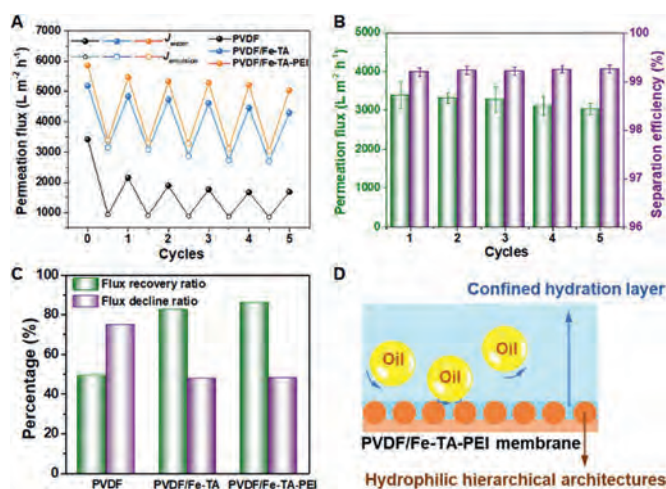 A
J water
J emulsion
PVDF
PVDF/Fe-TA
PVDF/Fe-TA-PEI
Permeation flux (L m⁻² h⁻¹)
7000
6000
5000
4000
3000
2000
1000
0 1 2 3 4 5
Cycles
B
Permeation flux (L m⁻² h⁻¹)
5000
4000
3000
2000
1000
0
1 2 3 4 5
Cycles
100
99
98
97
96
Separation efficiency (%)
C
Flux recovery ratio
Flux decline ratio
Percentage (%)
100
80
60
40
20
0
PVDF PVDF/Fe-TA PVDF/Fe-TA-PEI
D
Confined hydration layer
Oil
Oil
Oil
PVDF/Fe-TA-PEI membrane
Hydrophilic hierarchical architectures